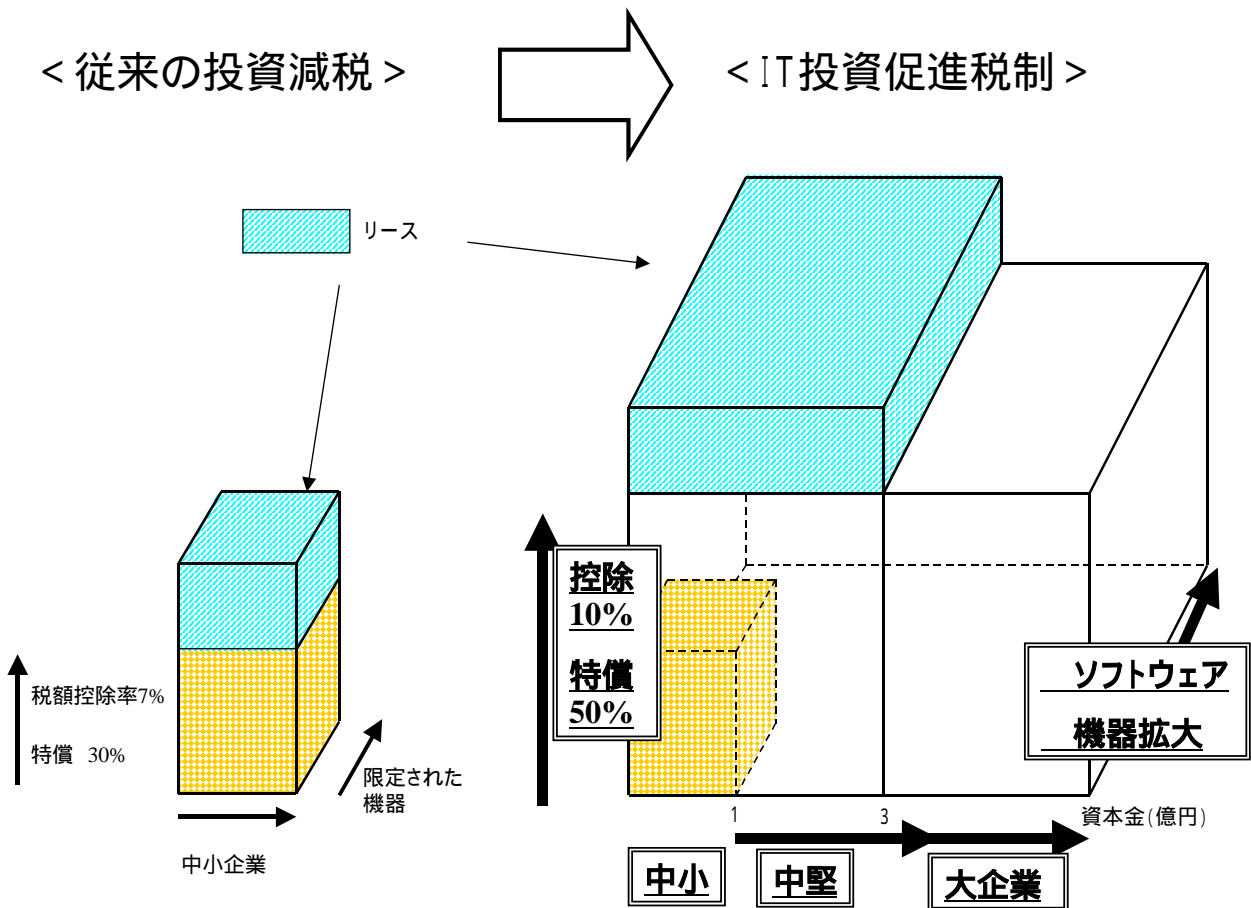 <従来の投資減税>
<IT投資促進税制>
リース
控除
10%
特償
50%
ソフトウェア
機器拡大
税額控除率7%
特償 30%
限定された
機器
中小企業
1
3
資本金(億円)
中小
中堅
大企業